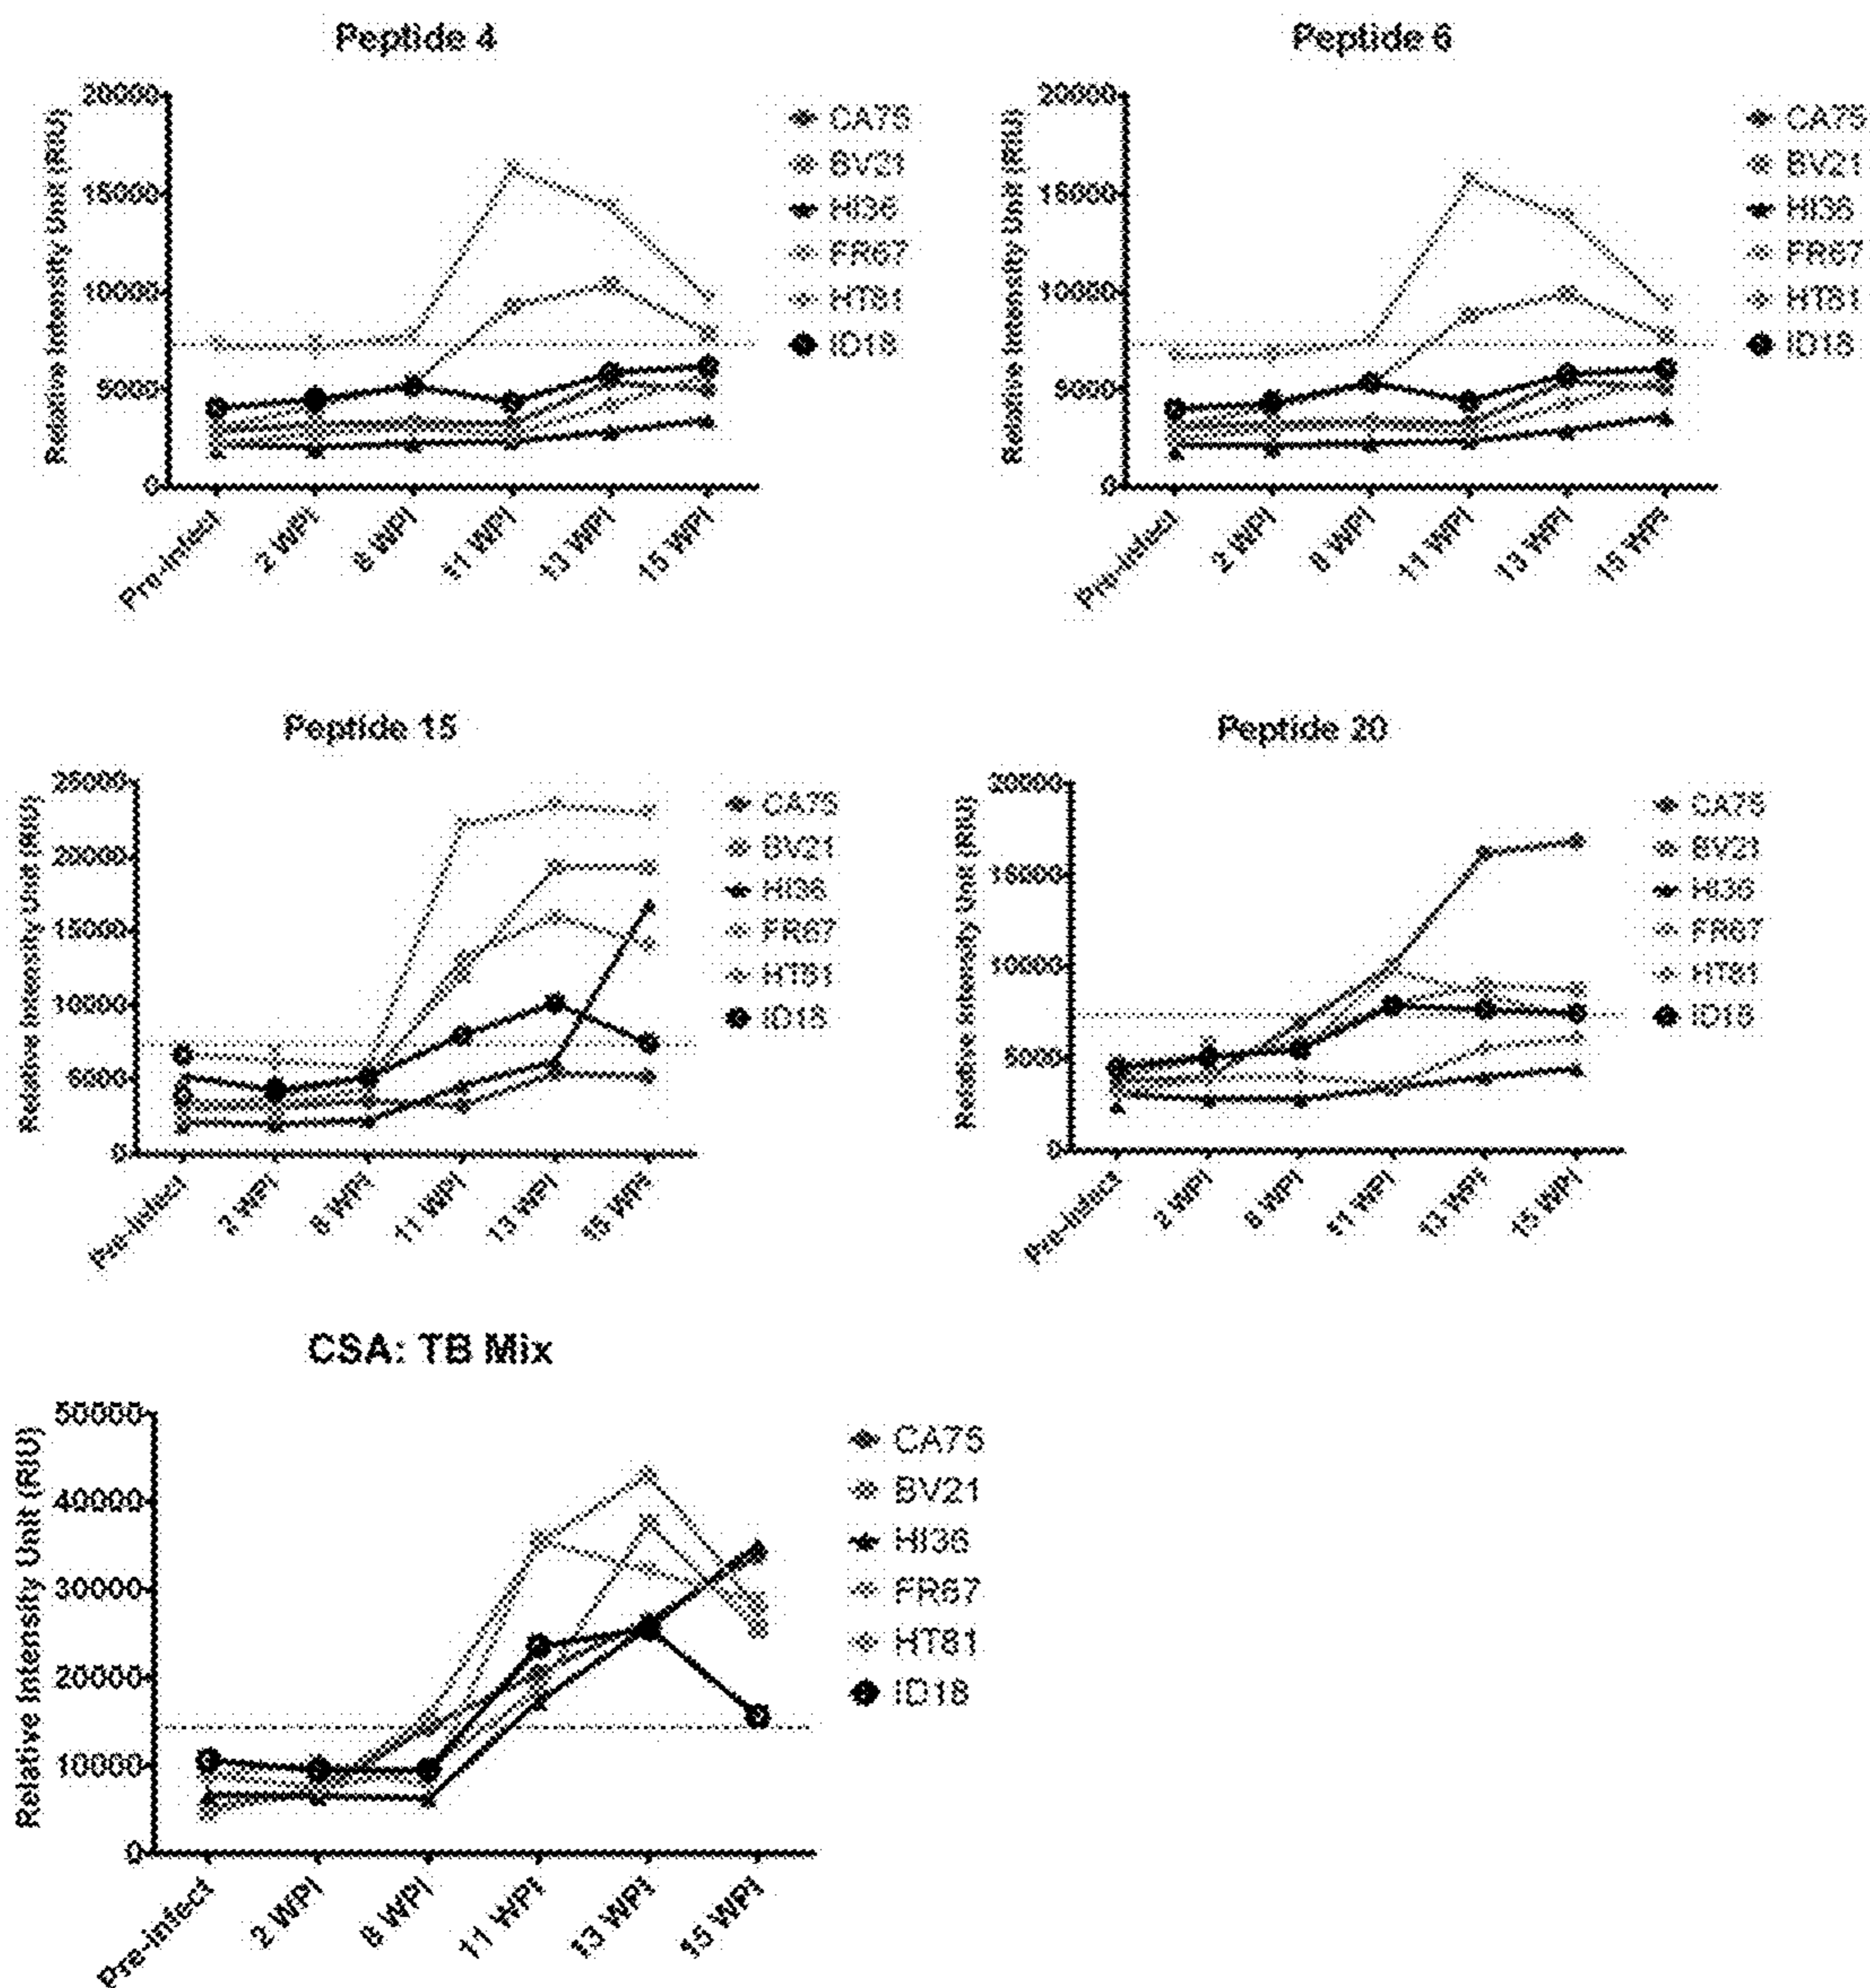 Peptide 4
Relative Intensity Unit (RIU)
20000
15000
10000
5000
0
Pre-infect
2 WPI
8 WPI
11 WPI
13 WPI
15 WPI
CA75
BV21
HI36
FR67
HT81
ID18
Peptide 6
Relative Intensity Unit (RIU)
20000
15000
10000
5000
0
Pre-infect
2 WPI
8 WPI
11 WPI
13 WPI
15 WPI
CA75
BV21
HI36
FR67
HT81
ID18
Peptide 15
Relative Intensity Unit (RIU)
25000
20000
15000
10000
5000
0
Pre-infect
2 WPI
8 WPI
11 WPI
13 WPI
15 WPI
CA75
BV21
HI36
FR67
HT81
ID18
Peptide 20
Relative Intensity Unit (RIU)
20000
15000
10000
5000
0
Pre-infect
2 WPI
8 WPI
11 WPI
13 WPI
15 WPI
CA75
BV21
HI36
FR67
HT81
ID18
CSA: TB Mix
Relative Intensity Unit (RIU)
50000
40000
30000
20000
10000
0
Pre-infect
2 WPI
8 WPI
11 WPI
13 WPI
15 WPI
CA75
BV21
HI36
FR67
HT81
ID18